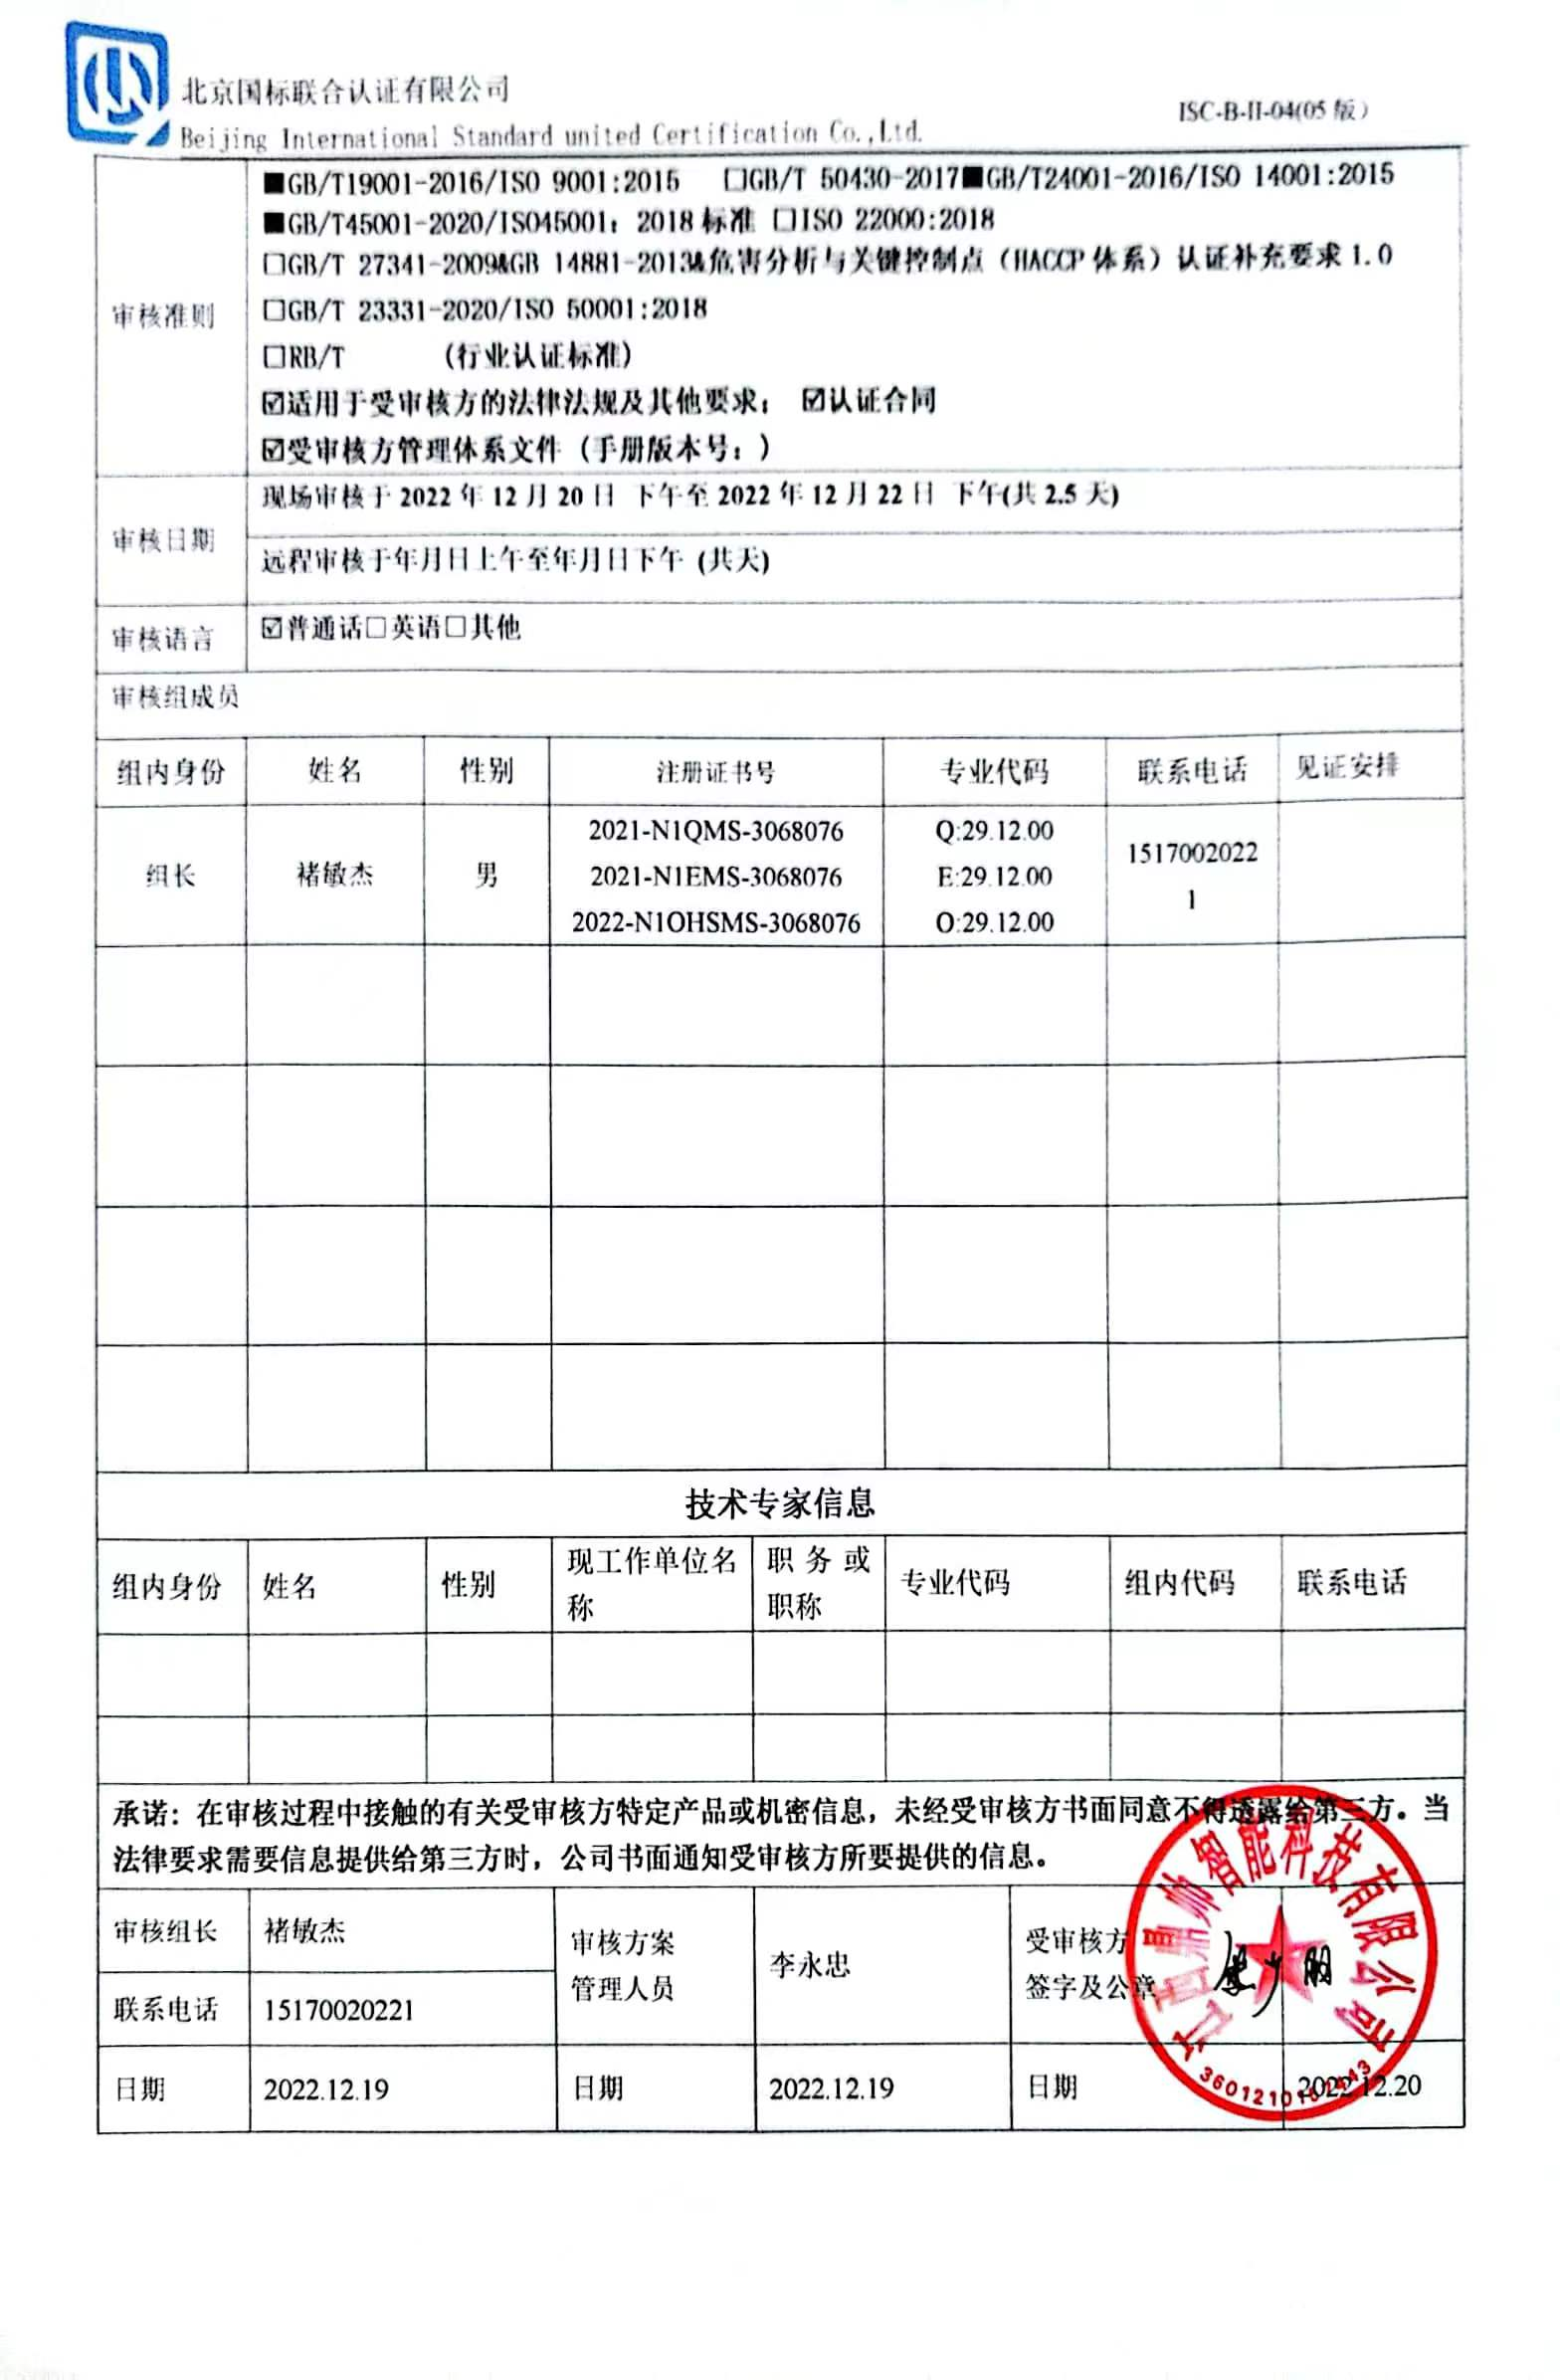 北京国标联合认证有限公司
Beijing International Standard united Certification Co.,Ltd.
ISC-B-II-04(05版)
审核准则
■GB/T19001-2016/ISO 9001:2015 □GB/T 50430-2017■GB/T24001-2016/ISO 14001:2015
■GB/T45001-2020/ISO45001：2018标准 □ISO 22000:2018
□GB/T 27341-2009&GB 14881-2013&危害分析与关键控制点（HACCP体系）认证补充要求1.0
□GB/T 23331-2020/ISO 50001:2018
□RB/T （行业认证标准）
☑适用于受审核方的法律法规及其他要求； ☑认证合同
☑受审核方管理体系文件（手册版本号：）
审核日期
现场审核于2022年12月20日 下午至2022年12月22日 下午(共2.5天)
远程审核于年月日上午至年月日下午 (共天)
审核语言
☑普通话□英语□其他
审核组成员
组内身份 姓名 性别 注册证书号 专业代码 联系电话 见证安排
组长 褚敏杰 男
2021-N1QMS-3068076 Q:29.12.00
2021-N1EMS-3068076 E:29.12.00
2022-N1OHSMS-3068076 O:29.12.00
1517002022
1
技术专家信息
组内身份 姓名 性别
现工作单位名
称
职务或
职称
专业代码 组内代码 联系电话
承诺：在审核过程中接触的有关受审核方特定产品或机密信息，未经受审核方书面同意不得透露给第三方。当
法律要求需要信息提供给第三方时，公司书面通知受审核方所要提供的信息。
审核组长 褚敏杰
联系电话 15170020221
审核方案
管理人员
李永忠
受审核方
签字及公章
日期 2022.12.19 日期 2022.12.19 日期 2022.12.20